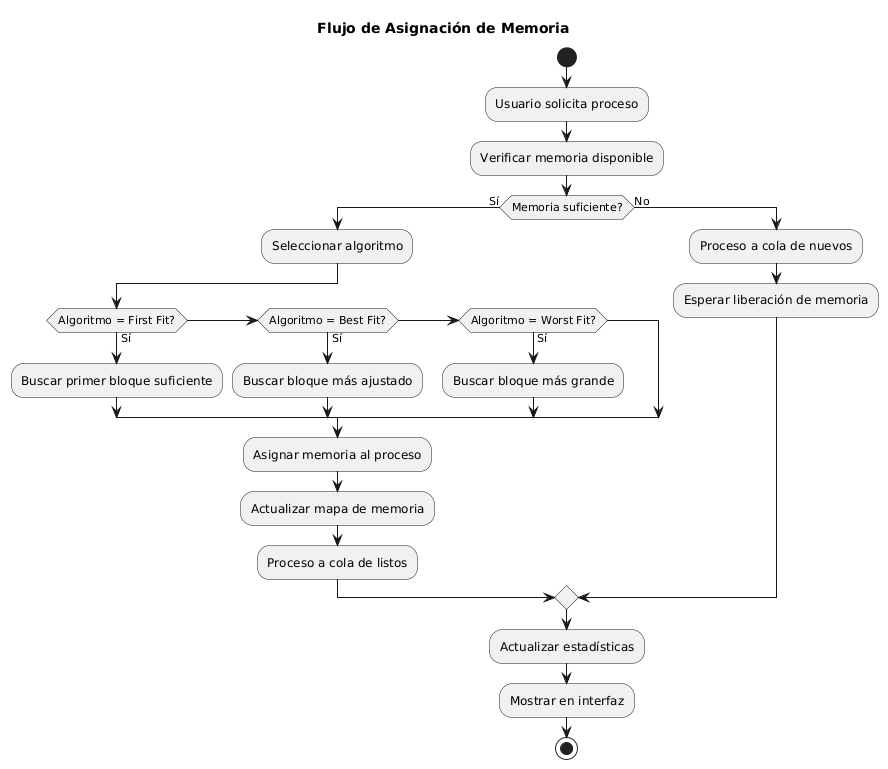 Flujo de Asignación de Memoria
Usuario solicita proceso
Verificar memoria disponible
Sí
Memoria suficiente?
No
Seleccionar algoritmo
Proceso a cola de nuevos
Esperar liberación de memoria
Algoritmo = First Fit?
Algoritmo = Best Fit?
Algoritmo = Worst Fit?
Sí
Sí
Sí
Buscar primer bloque suficiente
Buscar bloque más ajustado
Buscar bloque más grande
Asignar memoria al proceso
Actualizar mapa de memoria
Proceso a cola de listos
Actualizar estadísticas
Mostrar en interfaz